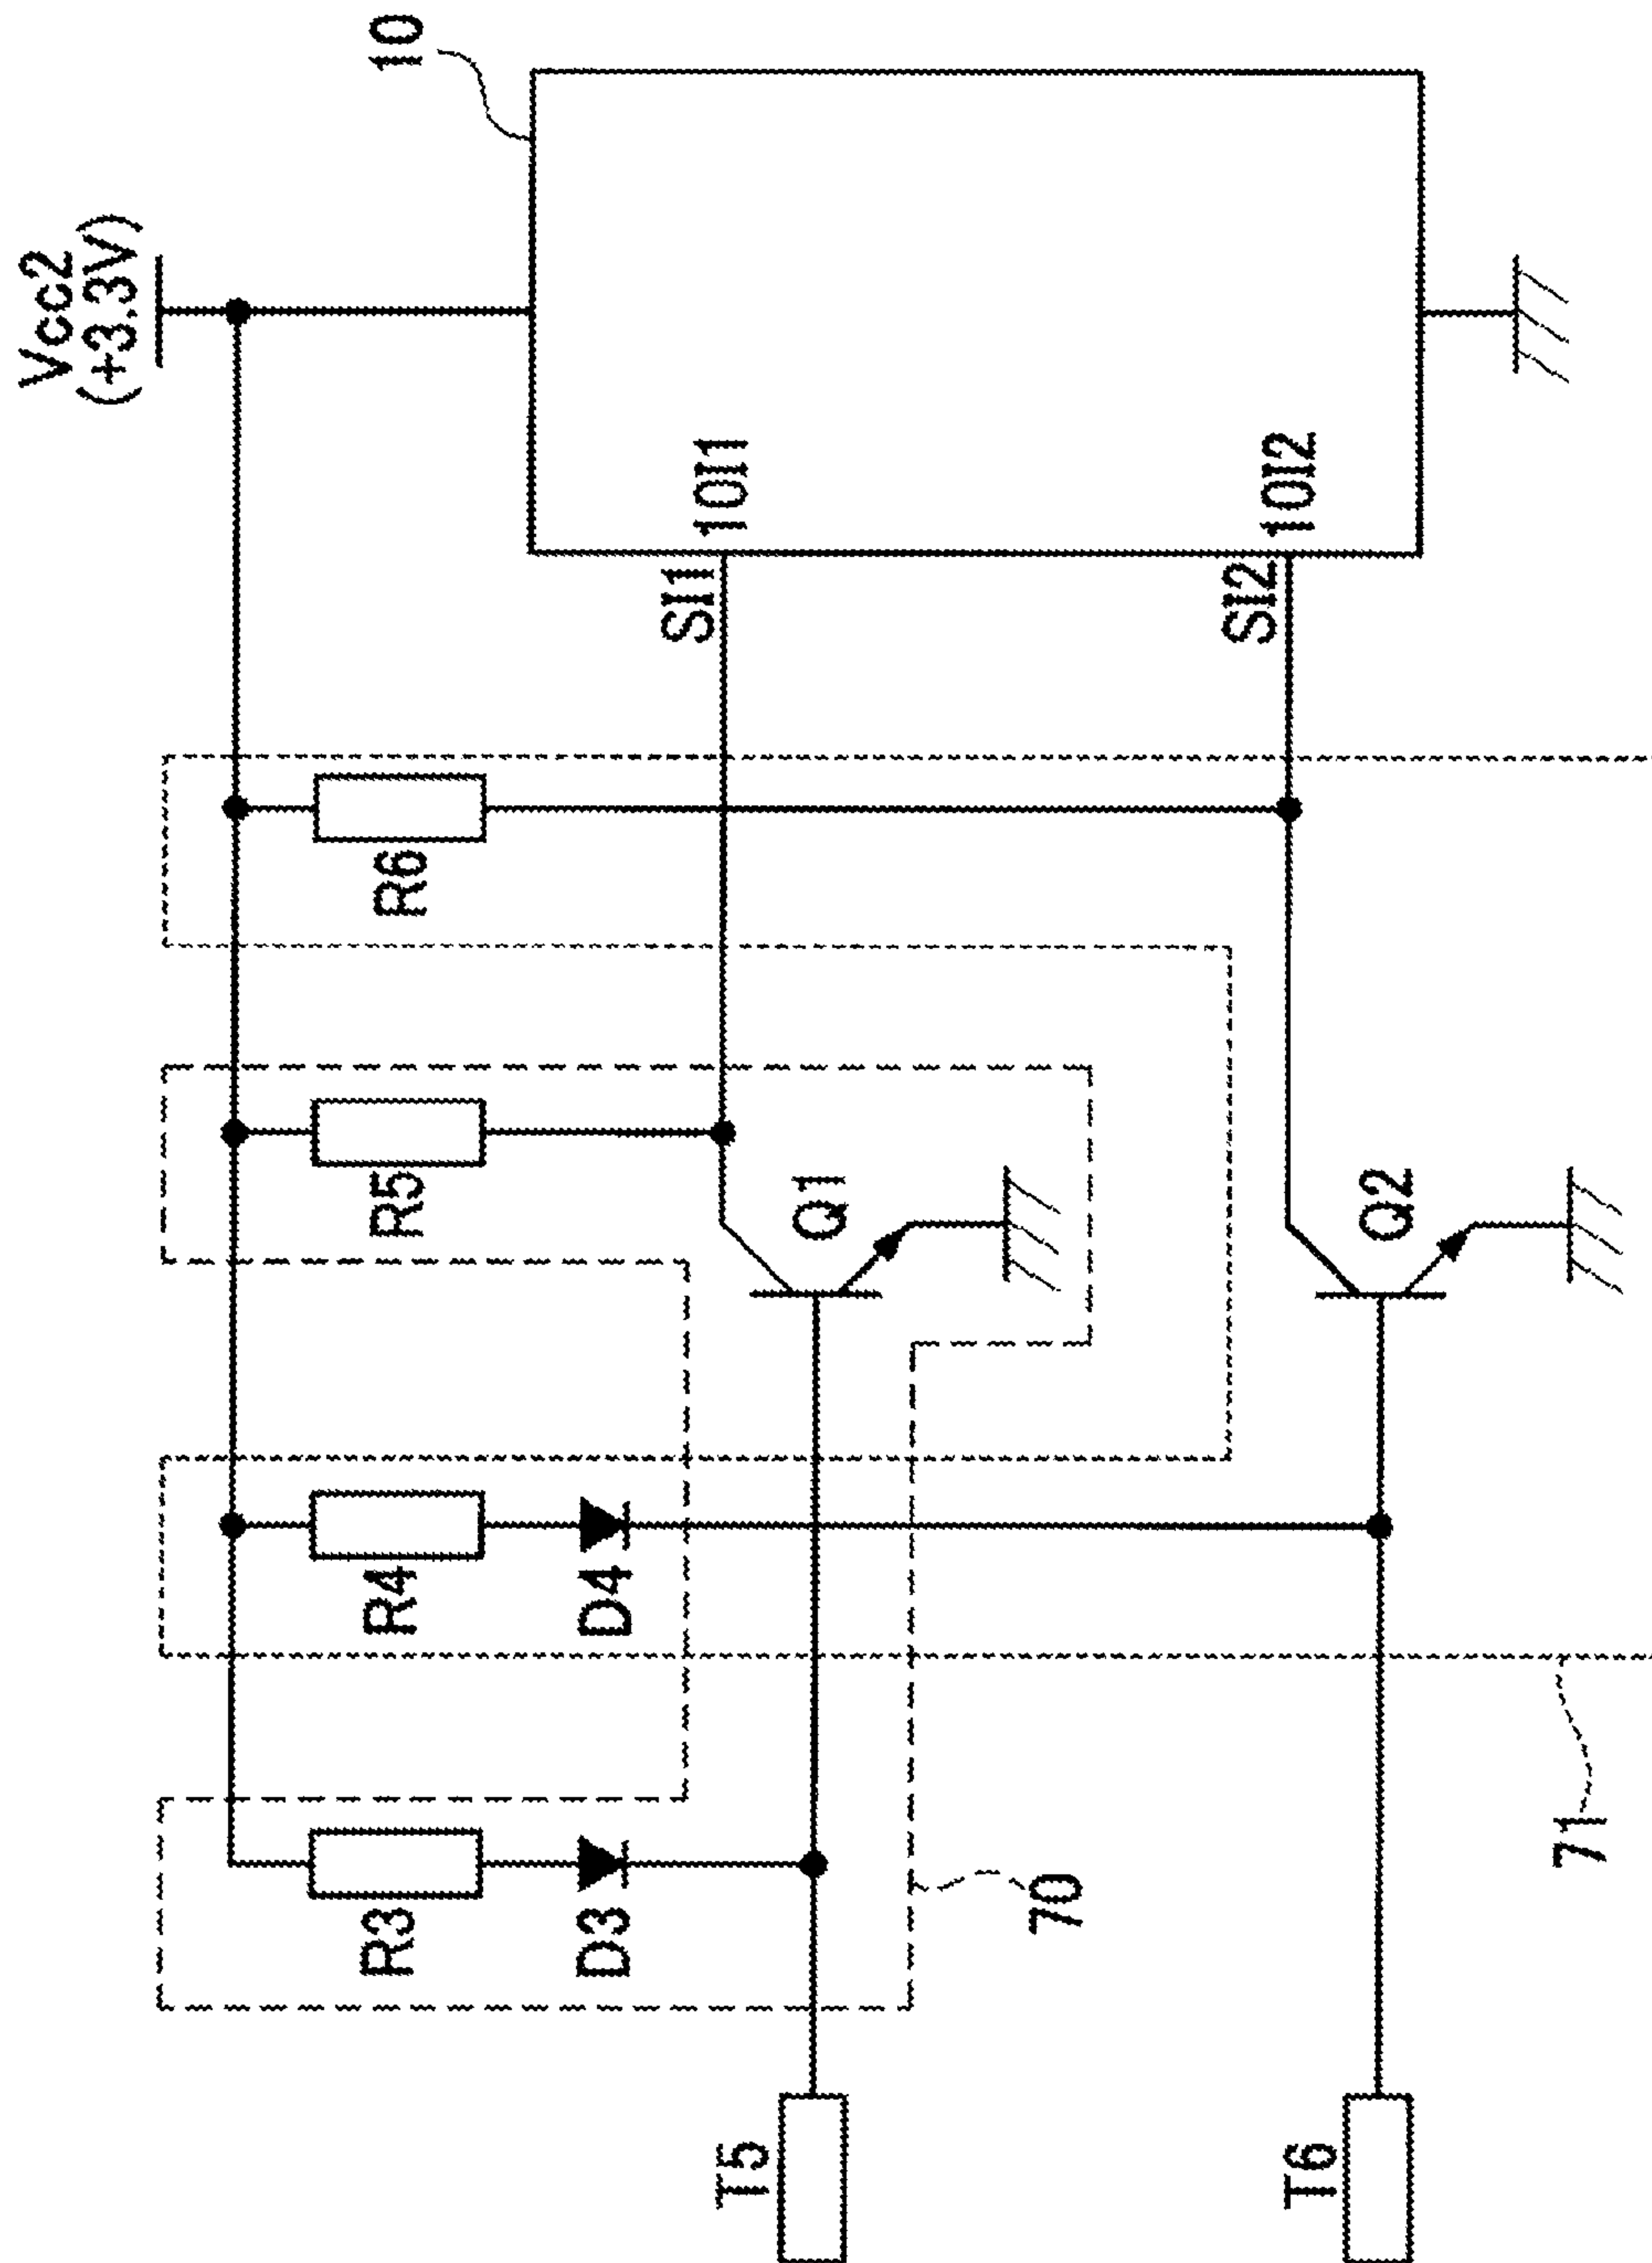 Vcc2
(+3.3V)
10
R3
R4
R5
R6
D3
D4
SI1
10I1
T5
Q1
70
SI2
10I2
T6
Q2
71